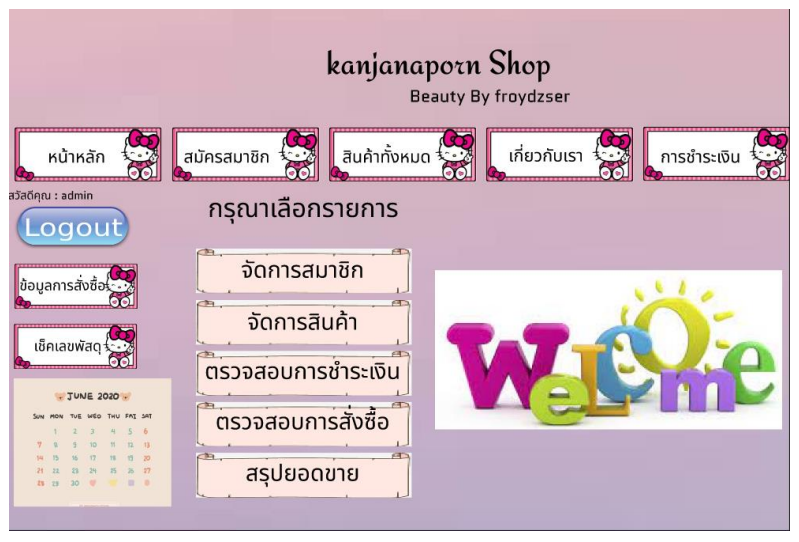 kanjanaporn Shop
Beauty By froydzser
หน้าหลัก
สมัครสมาชิก
สินค้าทั้งหมด
เกี่ยวกับเรา
การชำระเงิน
สวัสดีคุณ : admin
Logout
ข้อมูลการสั่งซื้อ
เช็คเลขพัสดุ
กรุณาเลือกรายการ
จัดการสมาชิก
จัดการสินค้า
ตรวจสอบการชำระเงิน
ตรวจสอบการสั่งซื้อ
สรุปยอดขาย
WeLCOme
JUNE 2020
SUN MON TUE WED THU FRI SAT
1 2 3 4 5 6
7 8 9 10 11 12 13
14 15 16 17 18 19 20
21 22 23 24 25 26 27
28 29 30